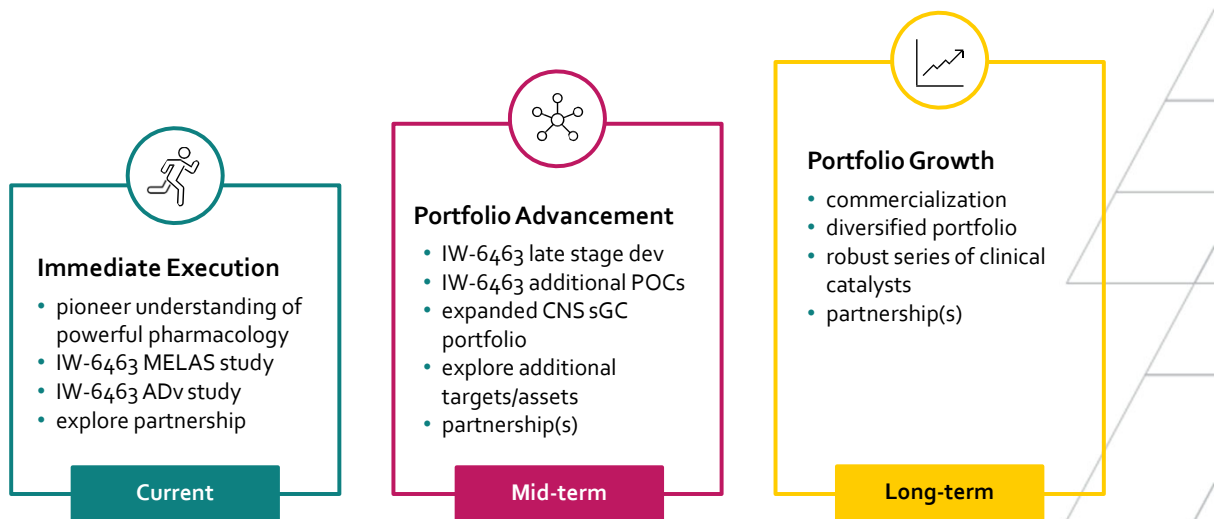 Immediate Execution
• pioneer understanding of
powerful pharmacology
• IW-6463 MELAS study
• IW-6463 ADv study
• explore partnership
Current
Portfolio Advancement
• IW-6463 late stage dev
• IW-6463 additional POCs
• expanded CNS sGC
portfolio
• explore additional
targets/assets
• partnership(s)
Mid-term
Portfolio Growth
• commercialization
• diversified portfolio
• robust series of clinical
catalysts
• partnership(s)
Long-term